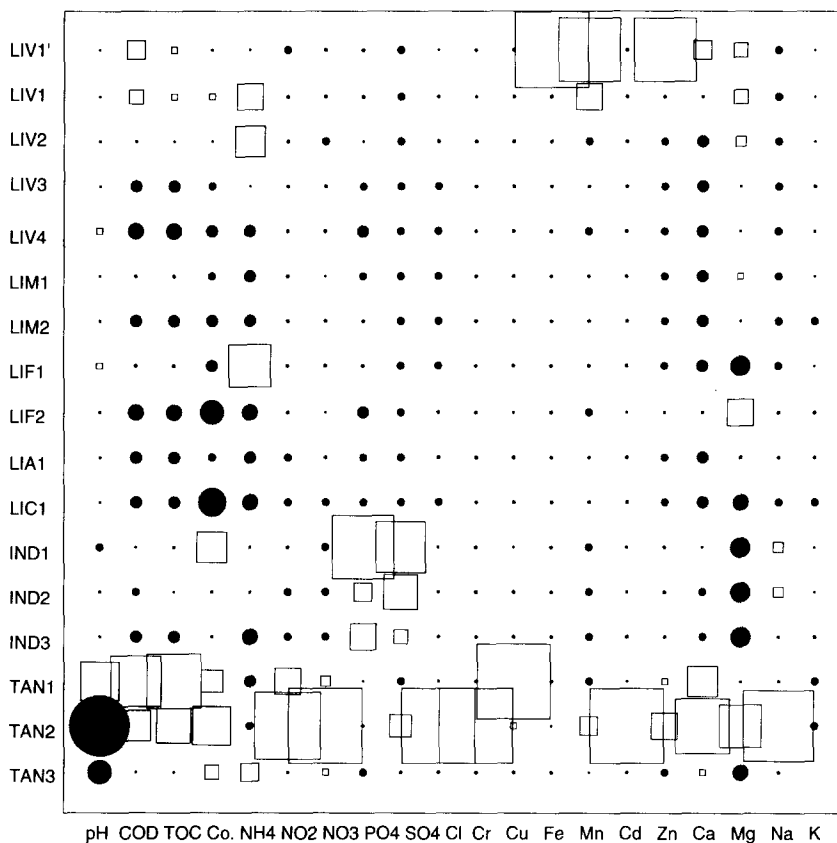 LIV1'
LIV1
LIV2
LIV3
LIV4
LIM1
LIM2
LIF1
LIF2
LIA1
LIC1
IND1
IND2
IND3
TAN1
TAN2
TAN3
pH COD TOC Co. NH4 NO2 NO3 PO4 SO4 Cl Cr Cu Fe Mn Cd Zn Ca Mg Na K